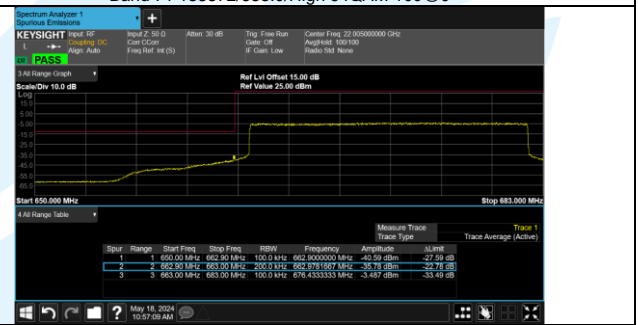 Spectrum Analyzer 1
Spurious Emissions
+
KEYSIGHT Input: RF Input Z: 50 Ω Atten: 30 dB Trig: Free Run Center Freq: 22.005000000 GHz
Coupling: DC Corr CCorr Gate: Off Avg|Hold: 100/100
Align: Auto Freq Ref: Int (S) IF Gain: Low Radio Std: None
PASS
3 All Range Graph
Ref Lvl Offset 15.00 dB
Scale/Div 10.0 dB Ref Value 25.00 dBm
Log
15.0
5.00
-5.00
-15.0
-25.0
-35.0
-45.0
-55.0
-65.0
Start 650.000 MHz Stop 683.000 MHz
4 All Range Table
Measure Trace Trace 1
Trace Type Trace Average (Active)
Spur Range Start Freq Stop Freq RBW Frequency Amplitude ΔLimit
1 1 650.00 MHz 662.90 MHz 100.0 kHz 662.9000000 MHz -40.59 dBm -27.59 dB
2 2 662.90 MHz 663.00 MHz 200.0 kHz 662.9781667 MHz -35.78 dBm -22.78 dB
3 3 663.00 MHz 683.00 MHz 100.0 kHz 676.4333333 MHz -3.487 dBm -33.49 dB
? May 18, 2024
10:57:09 AM